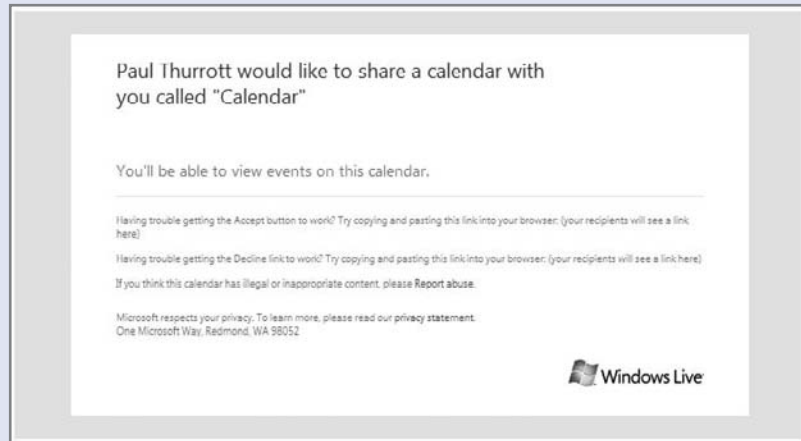 Paul Thurrott would like to share a calendar with
you called "Calendar"
You'll be able to view events on this calendar.
Having trouble getting the Accept button to work? Try copying and pasting this link into your browser: (your recipients will see a link
here)
Having trouble getting the Decline link to work? Try copying and pasting this link into your browser: (your recipients will see a link here)
If you think this calendar has illegal or inappropriate content, please Report abuse.
Microsoft respects your privacy. To learn more, please read our privacy statement.
One Microsoft Way, Redmond, WA 98052
Windows Live